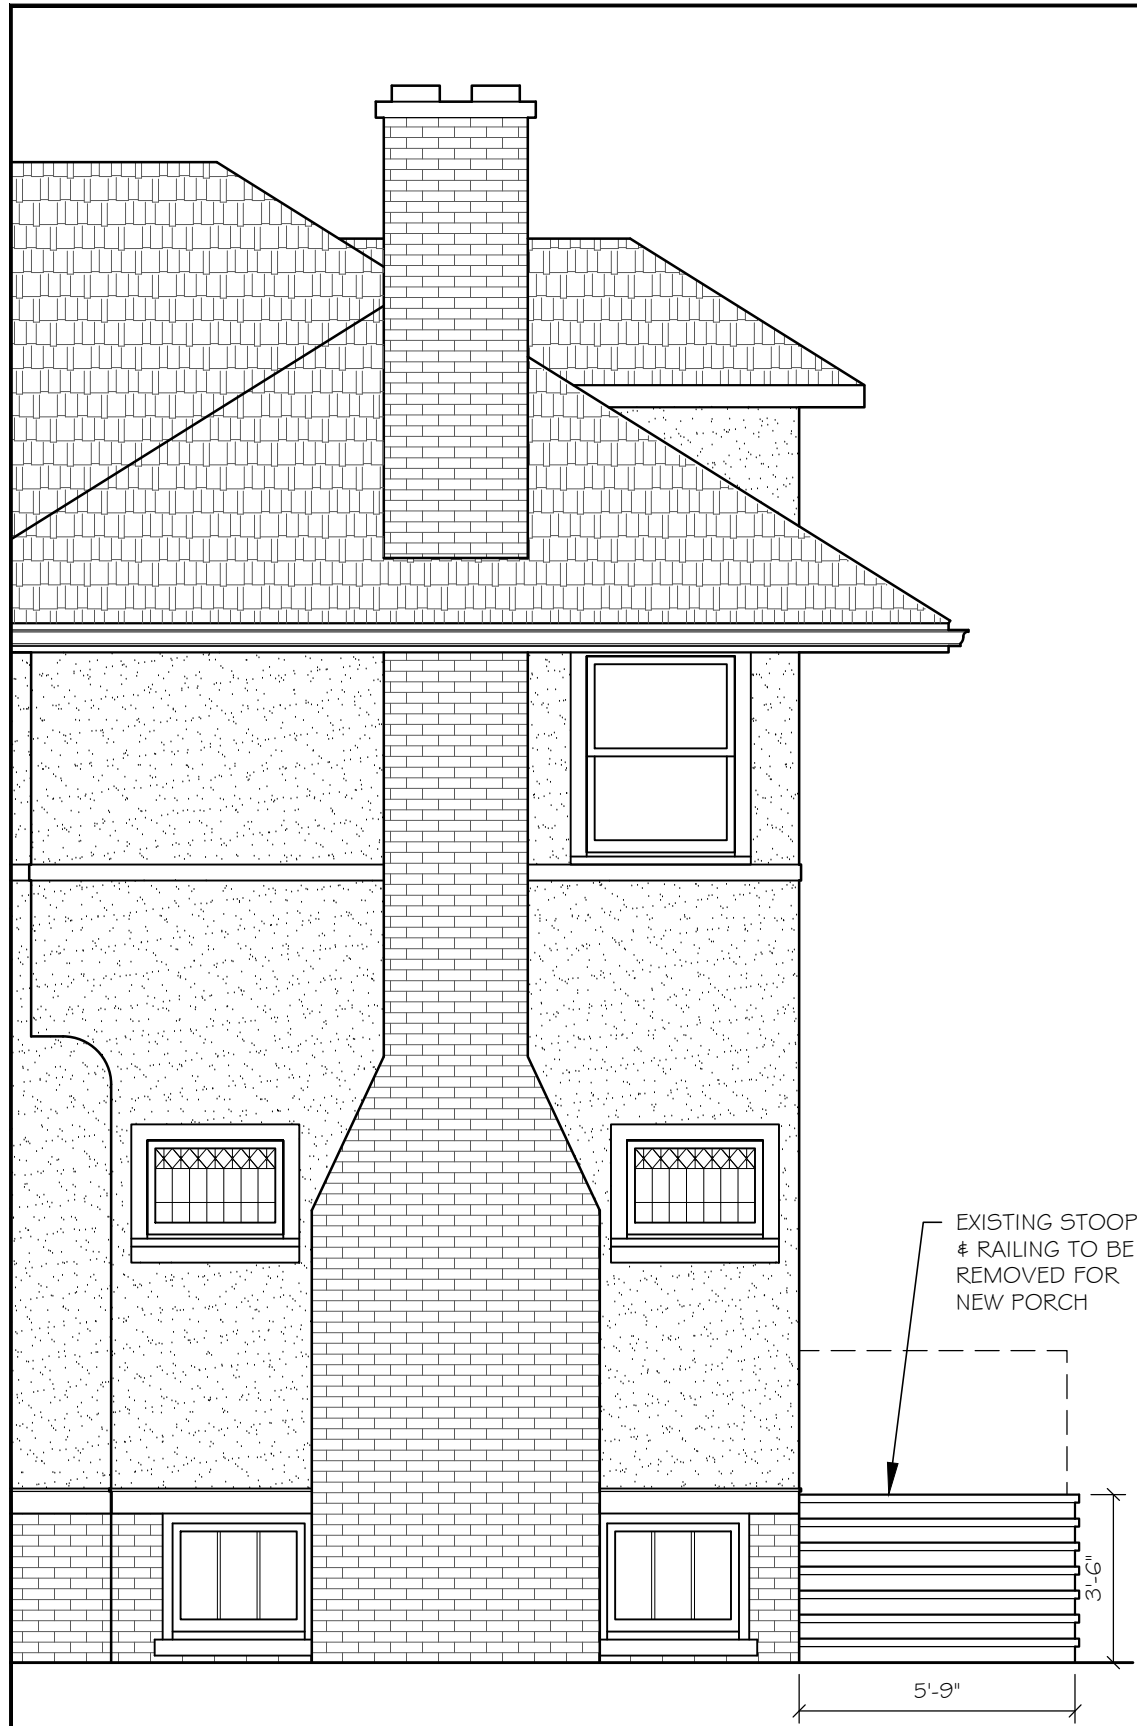 EXISTING STOOP
& RAILING TO BE
REMOVED FOR
NEW PORCH
3'-6"
5'-9"